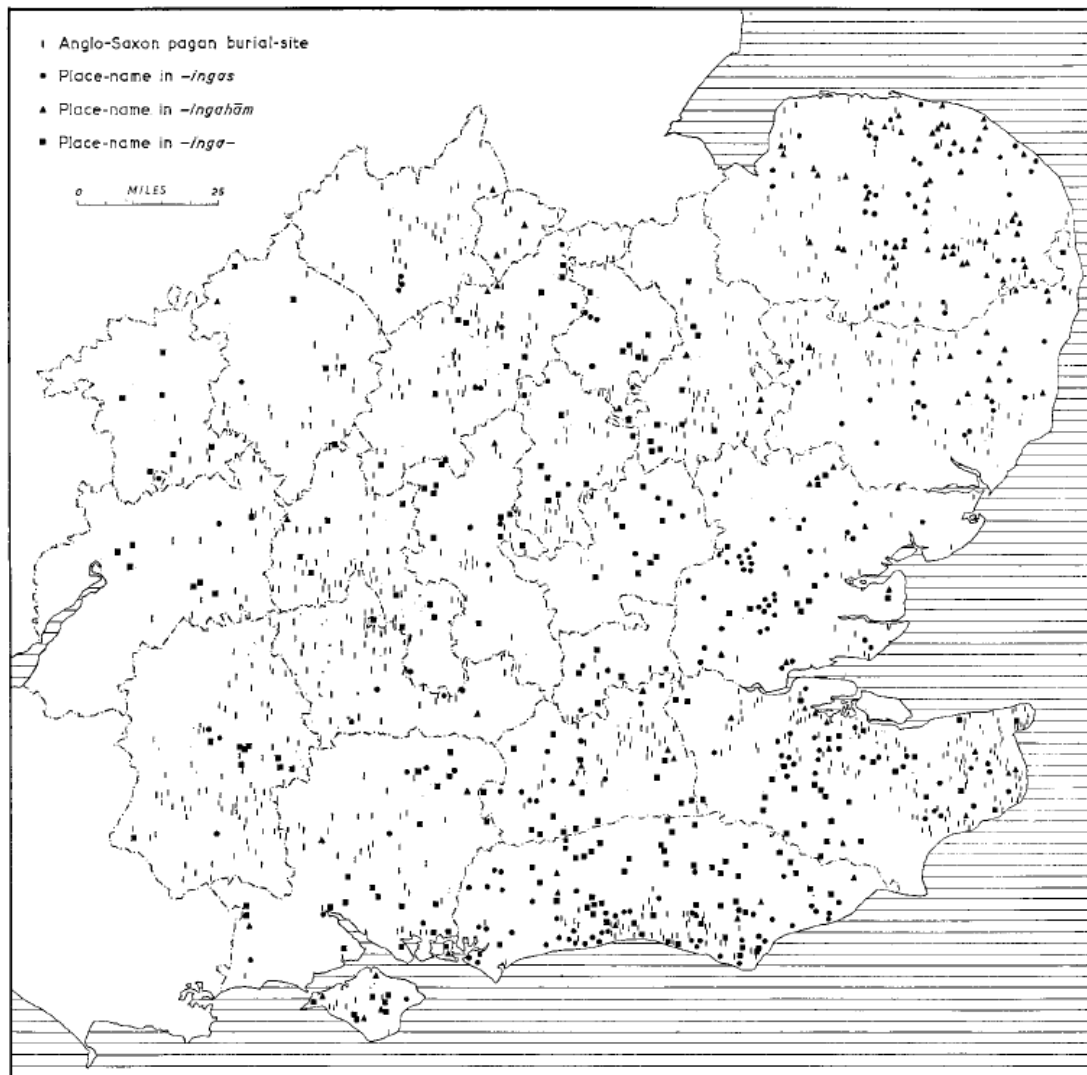 Anglo-Saxon pagan burial-site
Place-name in -ingas
Place-name in -ingahām
Place-name in -inga-
0 MILES 25